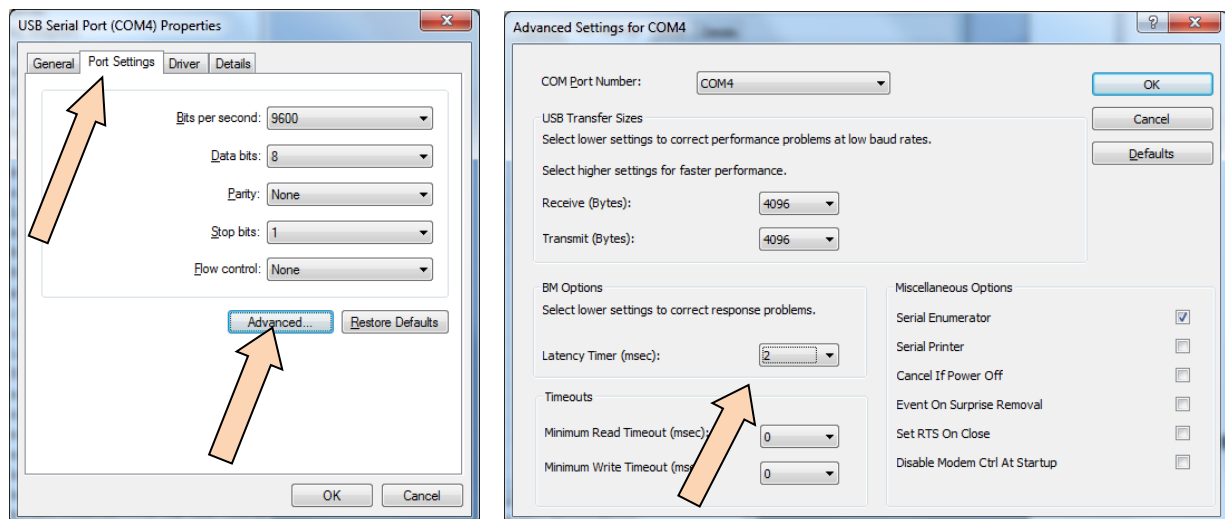 USB Serial Port (COM4) Properties
General Port Settings Driver Details
Bits per second: 9600
Data bits: 8
Parity: None
Stop bits: 1
Flow control: None
Advanced... Restore Defaults
OK Cancel
Advanced Settings for COM4
COM Port Number: COM4
OK
Cancel
Defaults
USB Transfer Sizes
Select lower settings to correct performance problems at low baud rates.
Select higher settings for faster performance.
Receive (Bytes): 4096
Transmit (Bytes): 4096
BM Options
Select lower settings to correct response problems.
Latency Timer (msec): 2
Timeouts
Minimum Read Timeout (msec): 0
Minimum Write Timeout 0
Miscellaneous Options
Serial Enumerator
Serial Printer
Cancel If Power Off
Event On Surprise Removal
Set RTS On Close
Disable Modem Ctrl At Startup